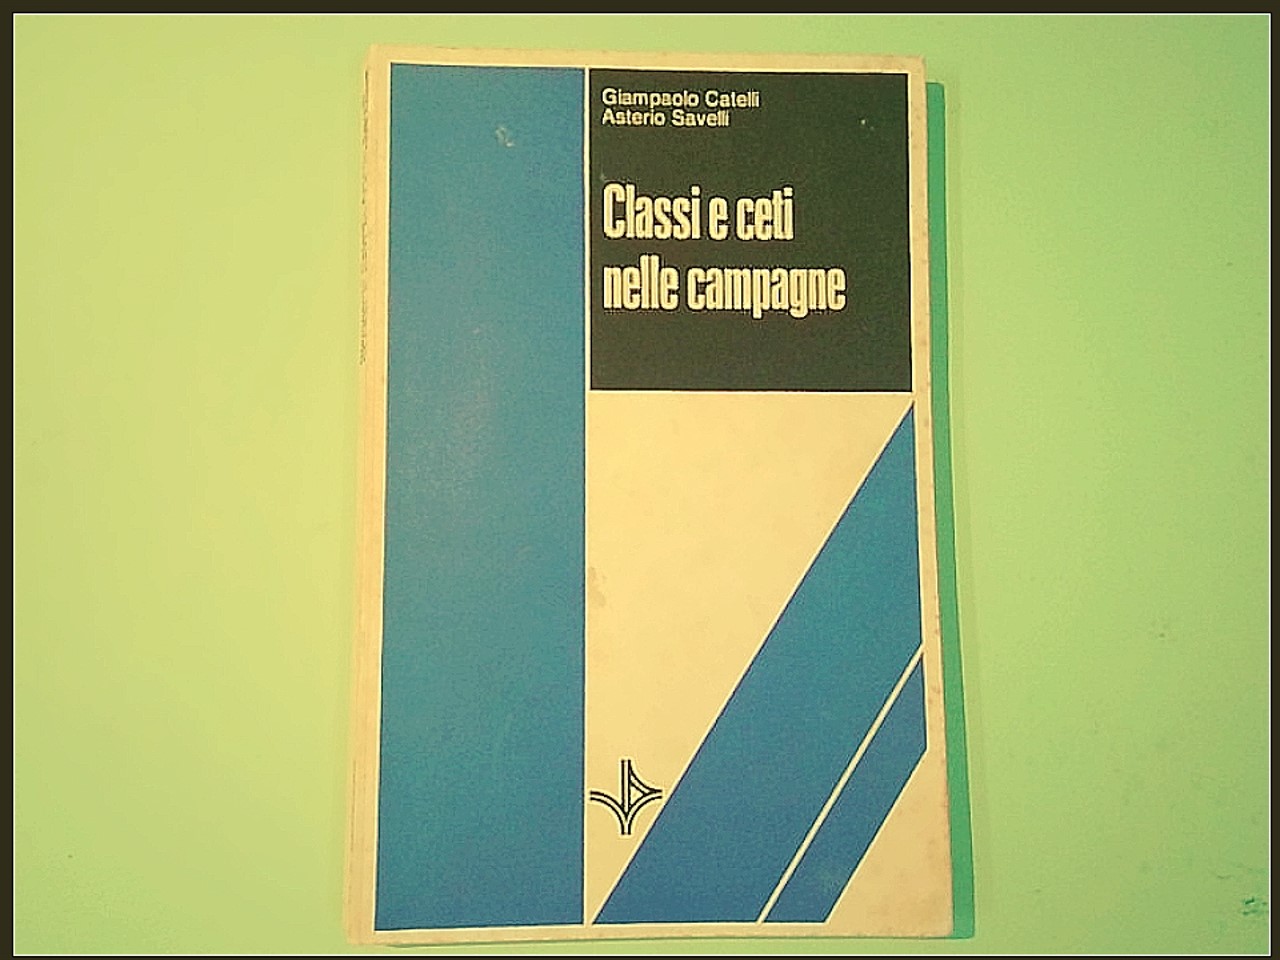 Giampaolo Catelli
Asterio Savelli
Classi e ceti
nelle campagne